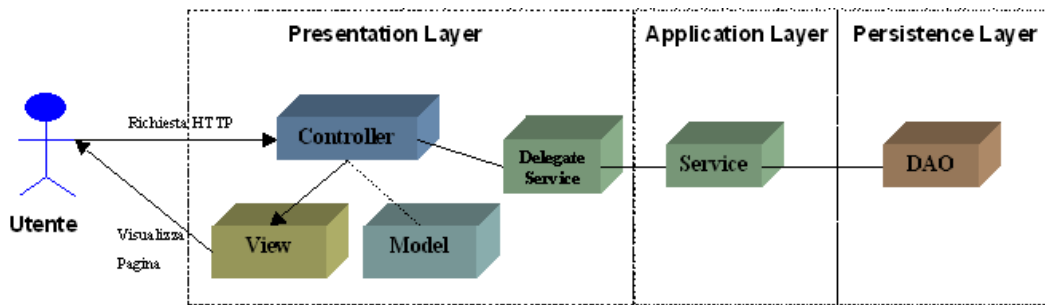 Presentation Layer
Application Layer
Persistence Layer
Richiesta HTTP
Controller
Delegate
Service
Service
DAO
Utente
Visualizza
Pagina
View
Model